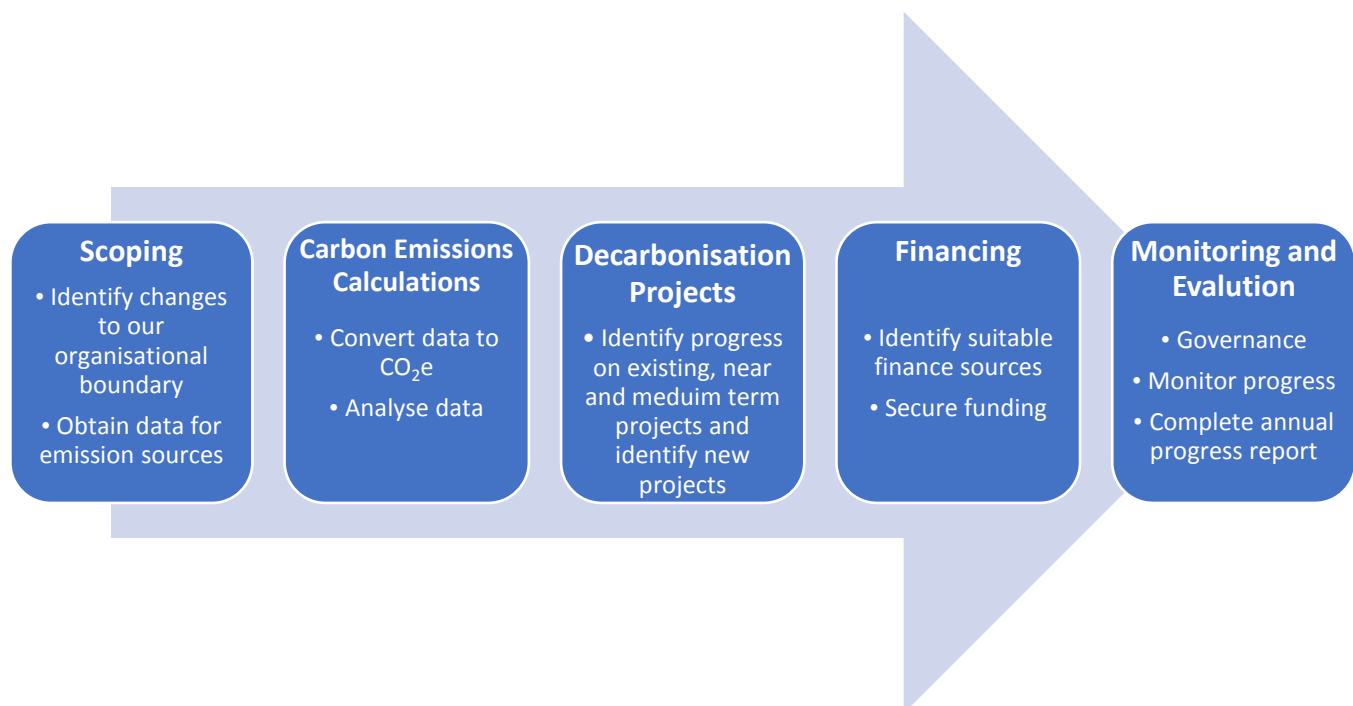 Scoping
• Identify changes
to our
organisational
boundary
• Obtain data for
emission sources
Carbon Emissions
Calculations
• Convert data to
CO₂e
• Analyse data
Decarbonisation
Projects
• Identify progress
on existing, near
and meduim term
projects and
identify new
projects
Financing
• Identify suitable
finance sources
• Secure funding
Monitoring and
Evalution
• Governance
• Monitor progress
• Complete annual
progress report